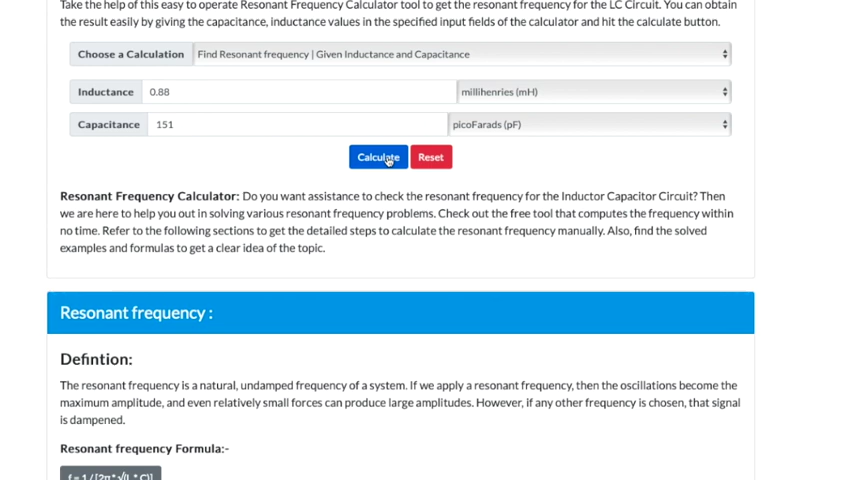 Take the help of this easy to operate Resonant Frequency Calculator tool to get the resonant frequency for the LC Circuit. You can obtain
the result easily by giving the capacitance, inductance values in the specified input fields of the calculator and hit the calculate button.
Choose a Calculation Find Resonant frequency | Given Inductance and Capacitance
Inductance 0.88 millihenries (mH)
Capacitance 151 picoFarads (pF)
Calculate Reset
Resonant Frequency Calculator: Do you want assistance to check the resonant frequency for the Inductor Capacitor Circuit? Then
we are here to help you out in solving various resonant frequency problems. Check out the free tool that computes the frequency within
no time. Refer to the following sections to get the detailed steps to calculate the resonant frequency manually. Also, find the solved
examples and formulas to get a clear idea of the topic.
Resonant frequency :
Defintion:
The resonant frequency is a natural, undamped frequency of a system. If we apply a resonant frequency, then the oscillations become the
maximum amplitude, and even relatively small forces can produce large amplitudes. However, if any other frequency is chosen, that signal
is dampened.
Resonant frequency Formula:-
f = 1 / [2π * √(L * C)]